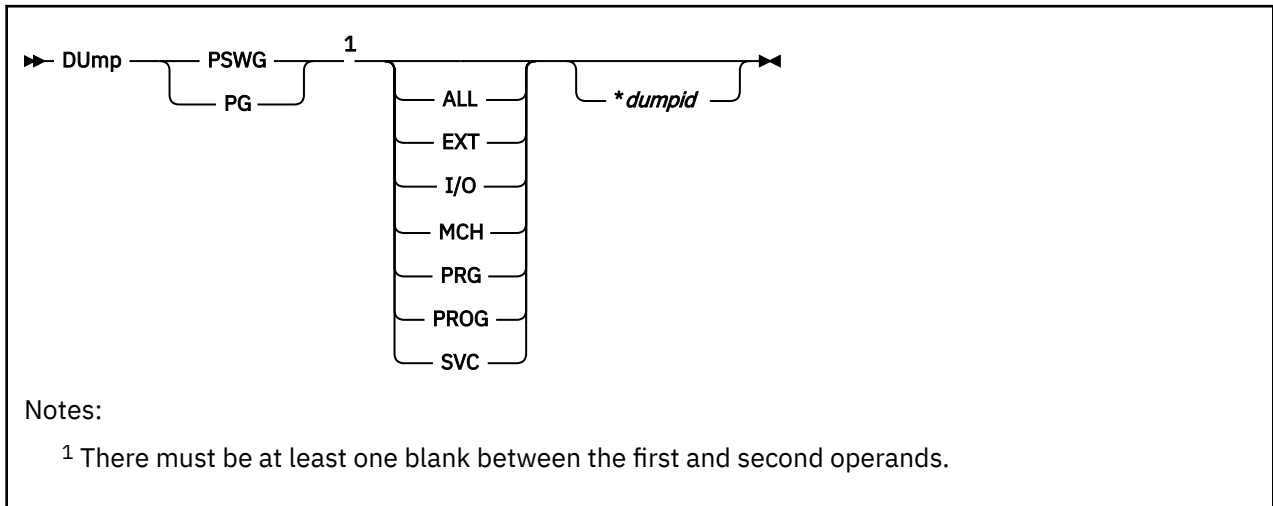 DUmp PSWG 1
PG
ALL
*dumpid
EXT
I/O
MCH
PRG
PROG
SVC
Notes:
1 There must be at least one blank between the first and second operands.